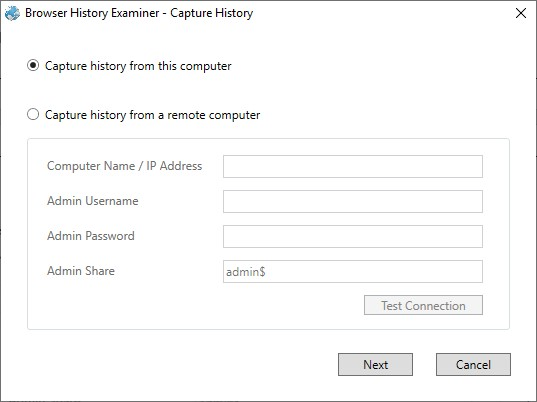 Browser History Examiner - Capture History
Capture history from this computer
Capture history from a remote computer
Computer Name / IP Address
Admin Username
Admin Password
Admin Share
admin$
Test Connection
Next
Cancel